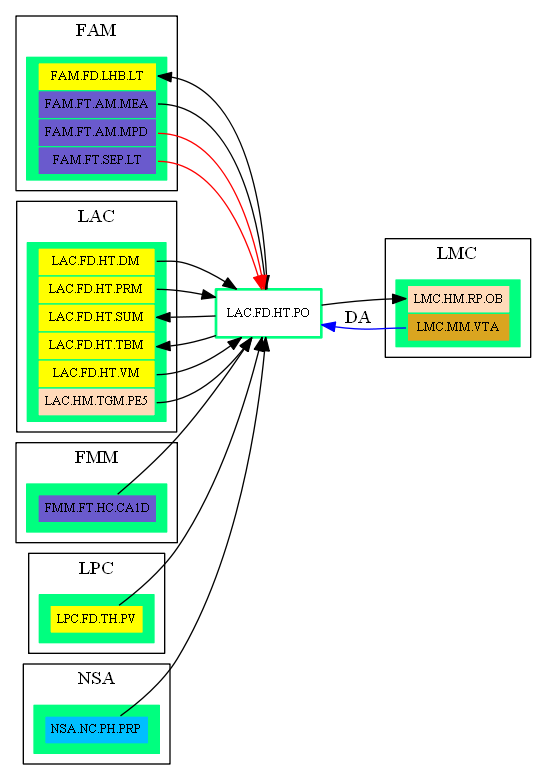 FAM
FAM.FD.LHB.LT
FAM.FT.AM.MEA
FAM.FT.AM.MPD
FAM.FT.SEP.LT
LAC
LAC.FD.HT.DM
LAC.FD.HT.PRM
LAC.FD.HT.SUM
LAC.FD.HT.TBM
LAC.FD.HT.VM
LAC.HM.TGM.PE5
LAC.FD.HT.PO
LMC
LMC.HM.RP.OB
LMC.MM.VTA
DA
FMM
FMM.FT.HC.CA1D
LPC
LPC.FD.TH.PV
NSA
NSA.NC.PH.PRP